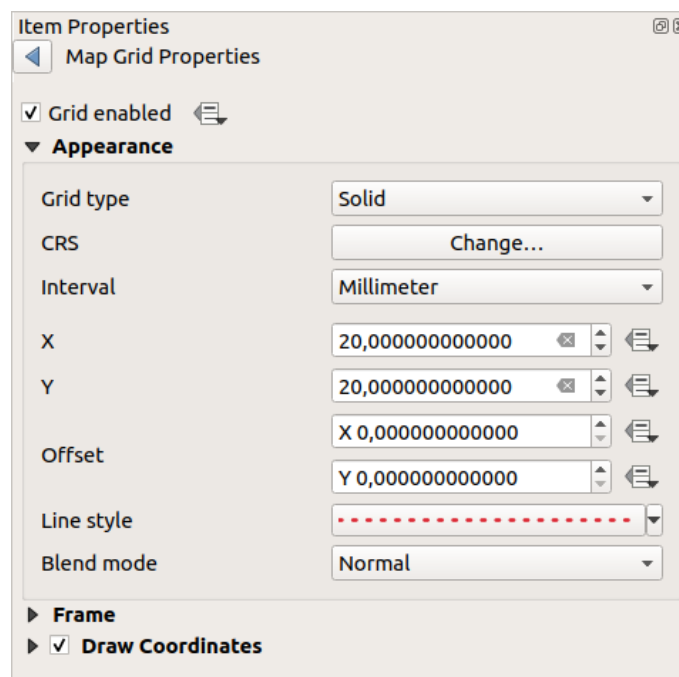 Item Properties
Map Grid Properties
Grid enabled
Appearance
Grid type Solid
CRS Change...
Interval Millimeter
X 20,000000000000
Y 20,000000000000
Offset X 0,000000000000
Y 0,000000000000
Line style
Blend mode Normal
Frame
Draw Coordinates